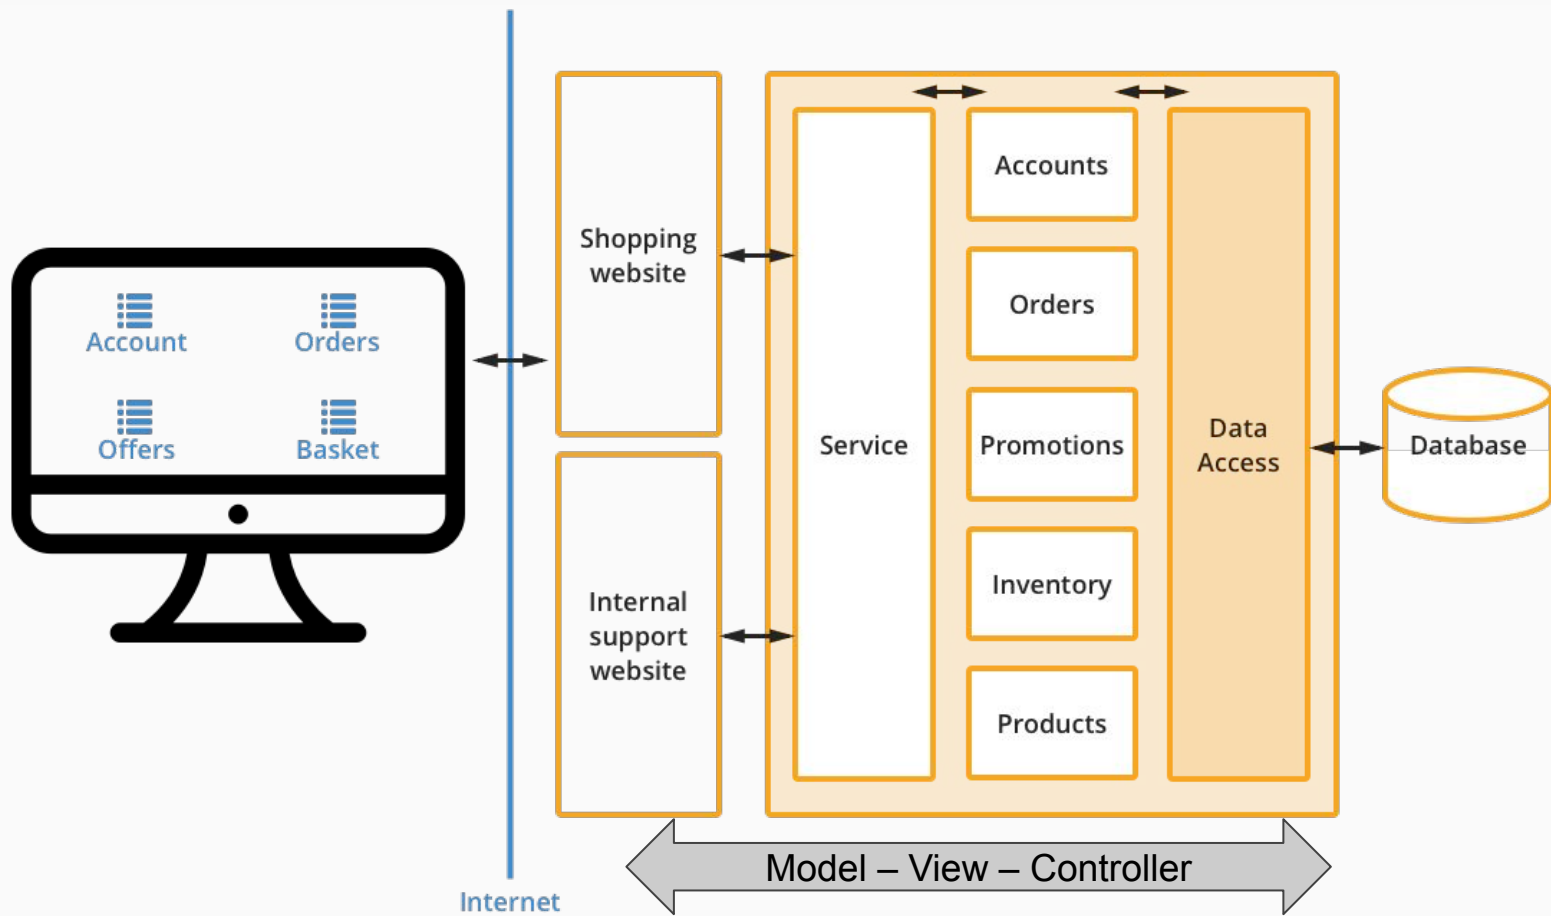 Account
Orders
Offers
Basket
Internet
Shopping
website
Internal
support
website
Service
Accounts
Orders
Promotions
Inventory
Products
Data
Access
Database
Model – View – Controller